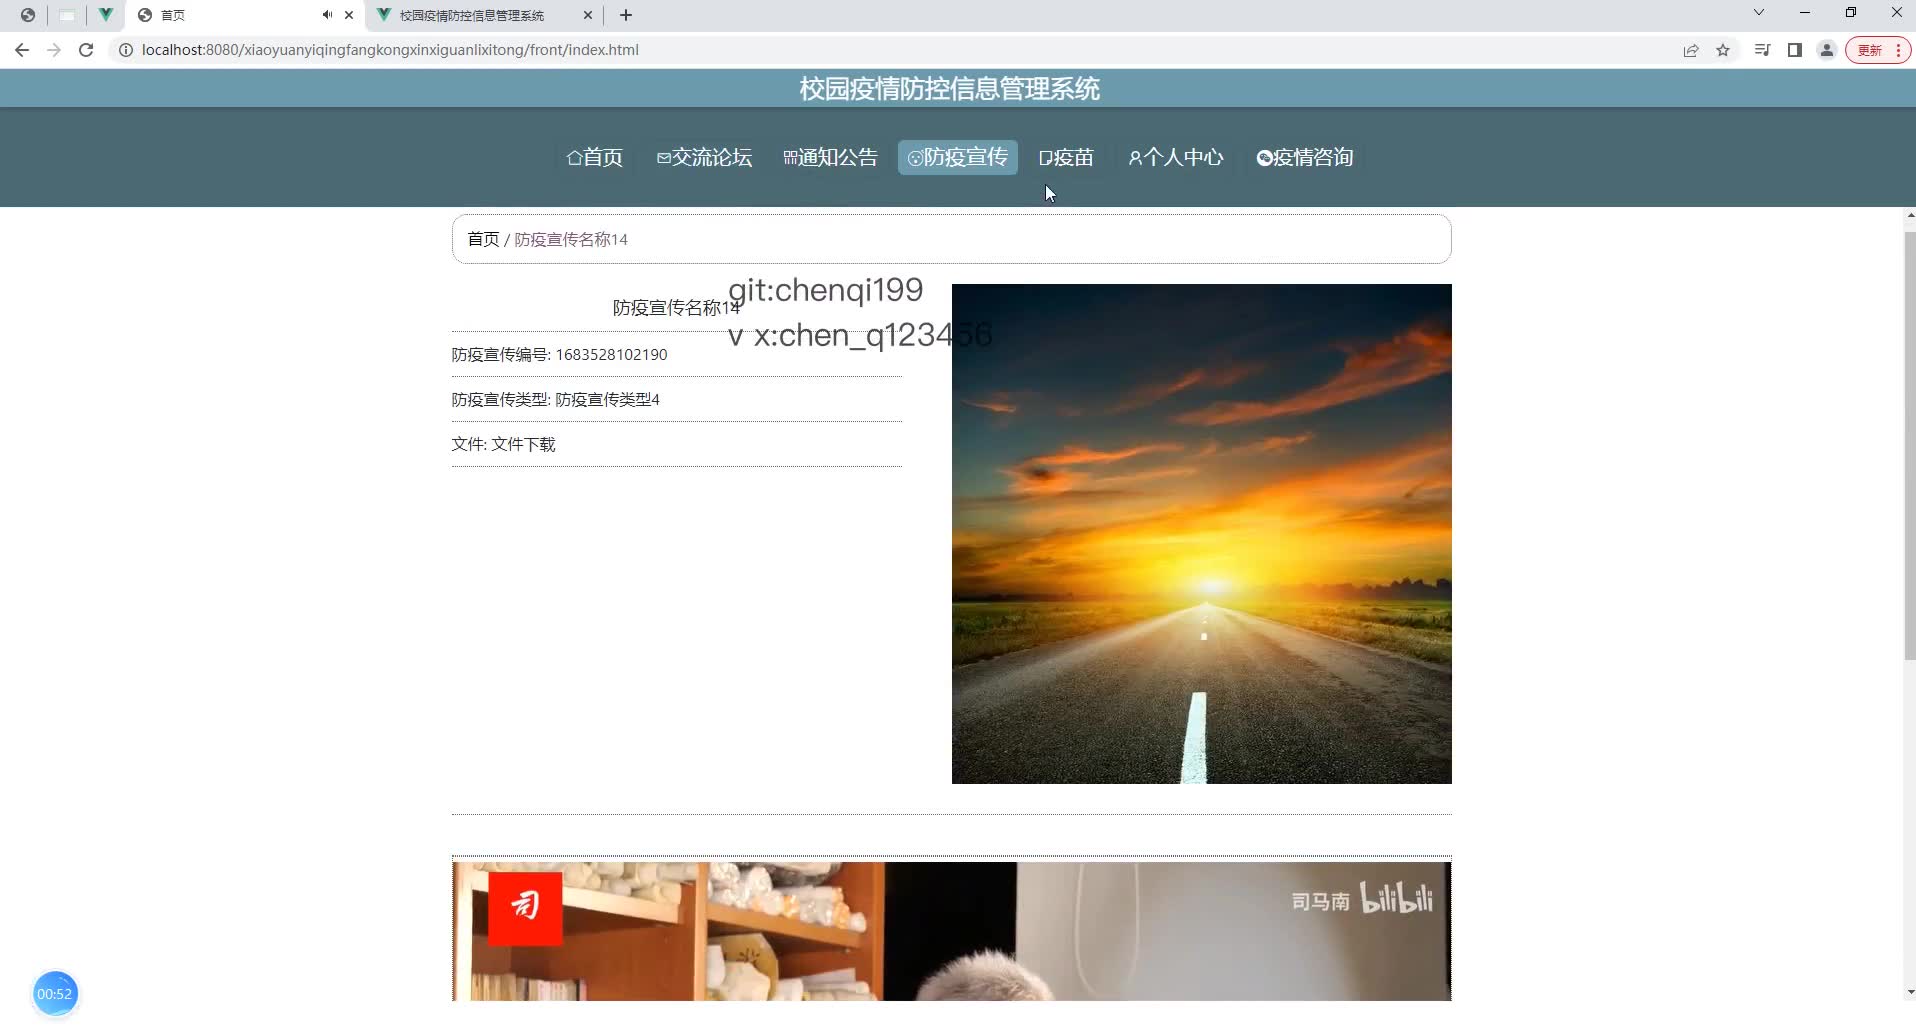 首页
校园疫情防控信息管理系统
localhost:8080/xiaoyuanyiqingfangkongxinxiguanlixitong/front/index.html
更新
校园疫情防控信息管理系统
首页 交流论坛 通知公告 防疫宣传 疫苗 个人中心 疫情咨询
首页 / 防疫宣传名称14
git:chenqi199
防疫宣传名称14
v x:chen_q123456
防疫宣传编号: 1683528102190
防疫宣传类型: 防疫宣传类型4
文件: 文件下载
司
司马南 bilibili
00:52